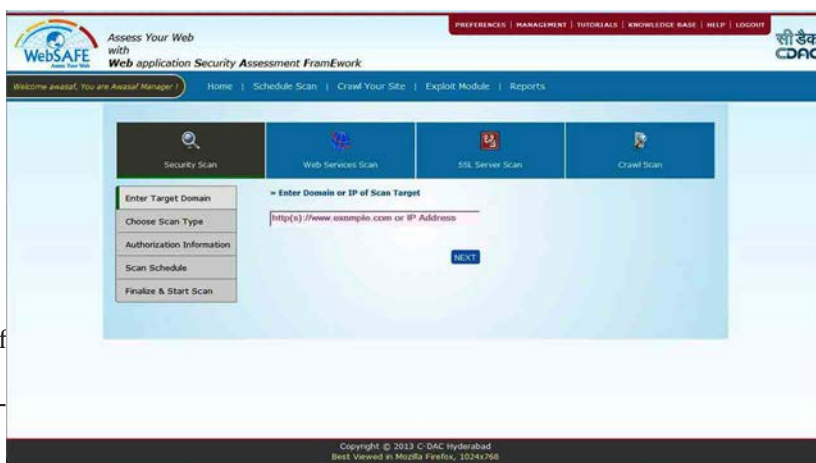 PREFERENCES | MANAGEMENT | TUTORIALS | KNOWLEDGE BASE | HELP | LOGOUT
WebSAFE
Assess Your Web
Assess Your Web
with
Web application Security Assessment FramEwork
सी डैक
CDAC
Welcome awasaf, You are Awasaf Manager !
Home | Schedule Scan | Crawl Your Site | Exploit Module | Reports
Security Scan
Web Services Scan
SSL Server Scan
Crawl Scan
Enter Target Domain
Choose Scan Type
Authorization Information
Scan Schedule
Finalize & Start Scan
» Enter Domain or IP of Scan Target
http(s)://www.example.com or IP Address
NEXT
f
Copyright © 2013 C-DAC Hyderabad
Best Viewed in Mozilla Firefox, 1024x768